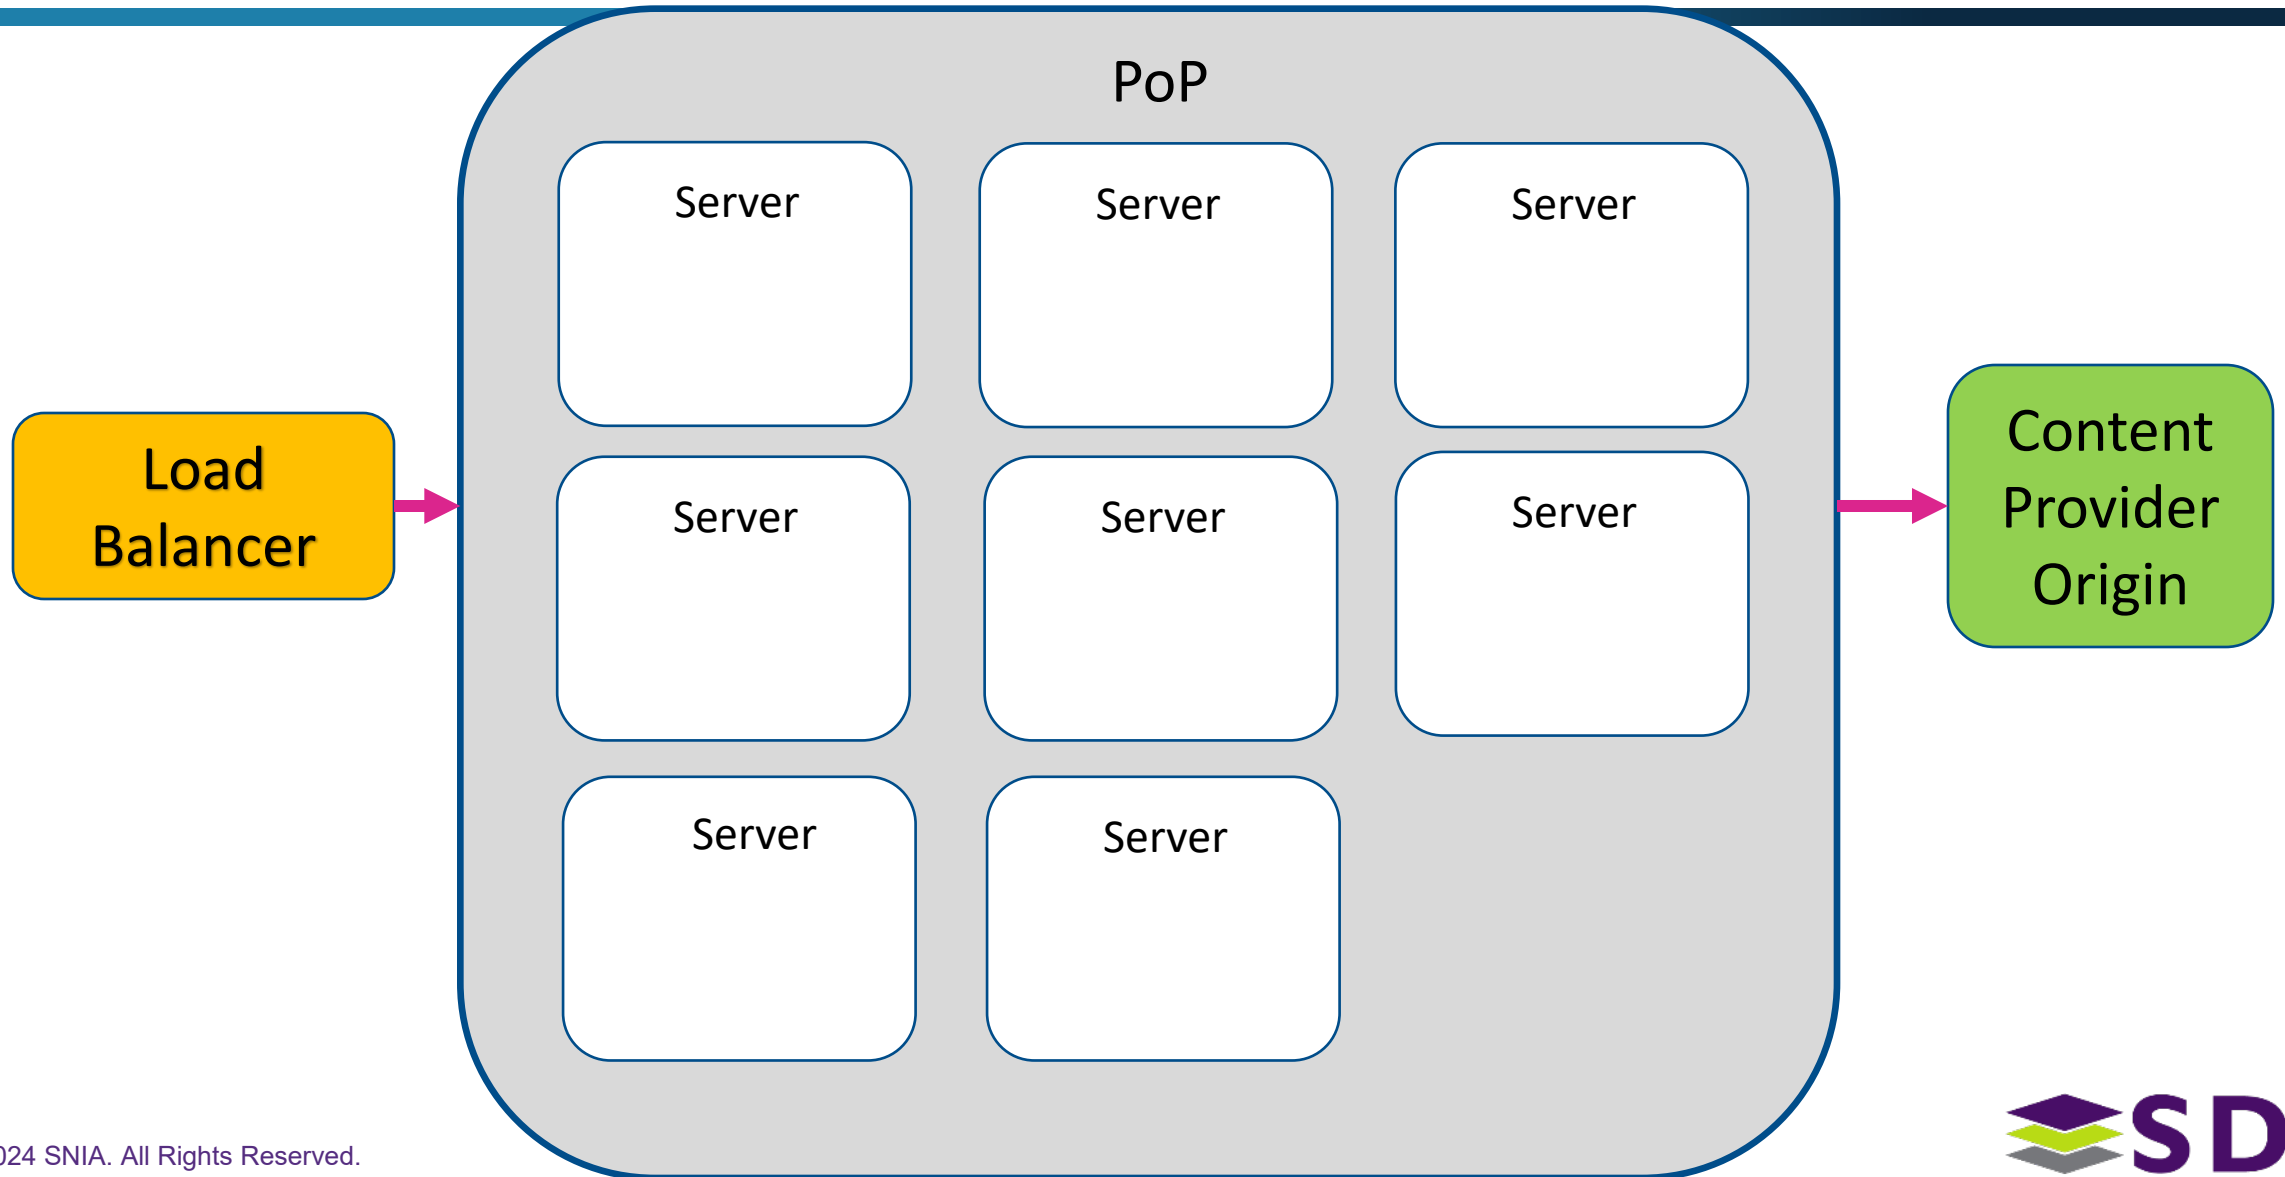 PoP
Server
Server
Server
Server
Server
Server
Server
Server
Load
Balancer
Content
Provider
Origin
024 SNIA. All Rights Reserved.
SD